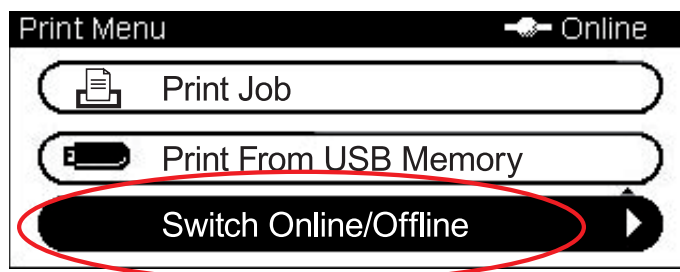 Print Menu Online
Print Job
Print From USB Memory
Switch Online/Offline